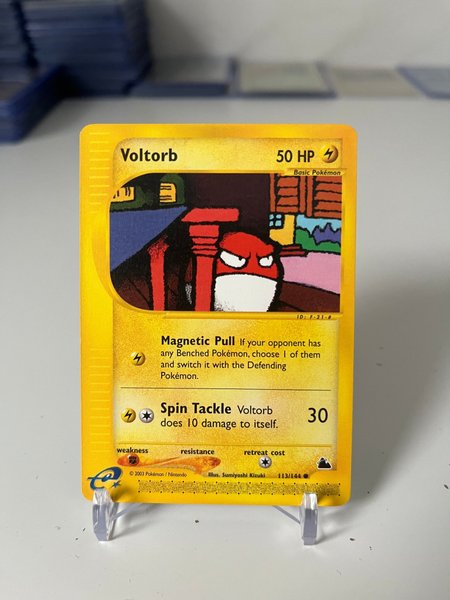 Voltorb 50 HP
Basic Pokémon
ID: F-21-#
Magnetic Pull If your opponent has
any Benched Pokémon, choose 1 of them
and switch it with the Defending
Pokémon.
Spin Tackle Voltorb 30
does 10 damage to itself.
weakness resistance retreat cost
© 2003 Pokémon / Nintendo Illus. Sumiyoshi Kizuki 113/144
e